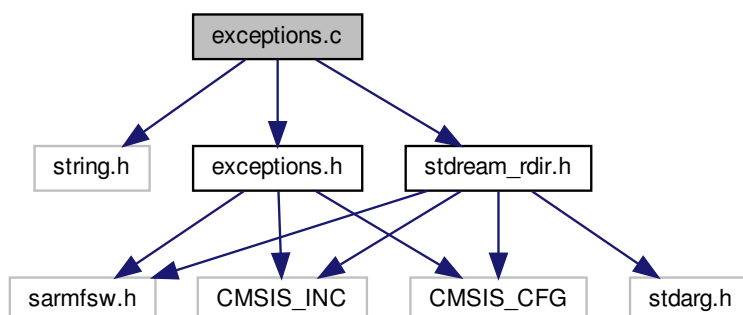 exceptions.c
string.h
exceptions.h
stdream_rdir.h
sarmfsw.h
CMSIS_INC
CMSIS_CFG
stdarg.h